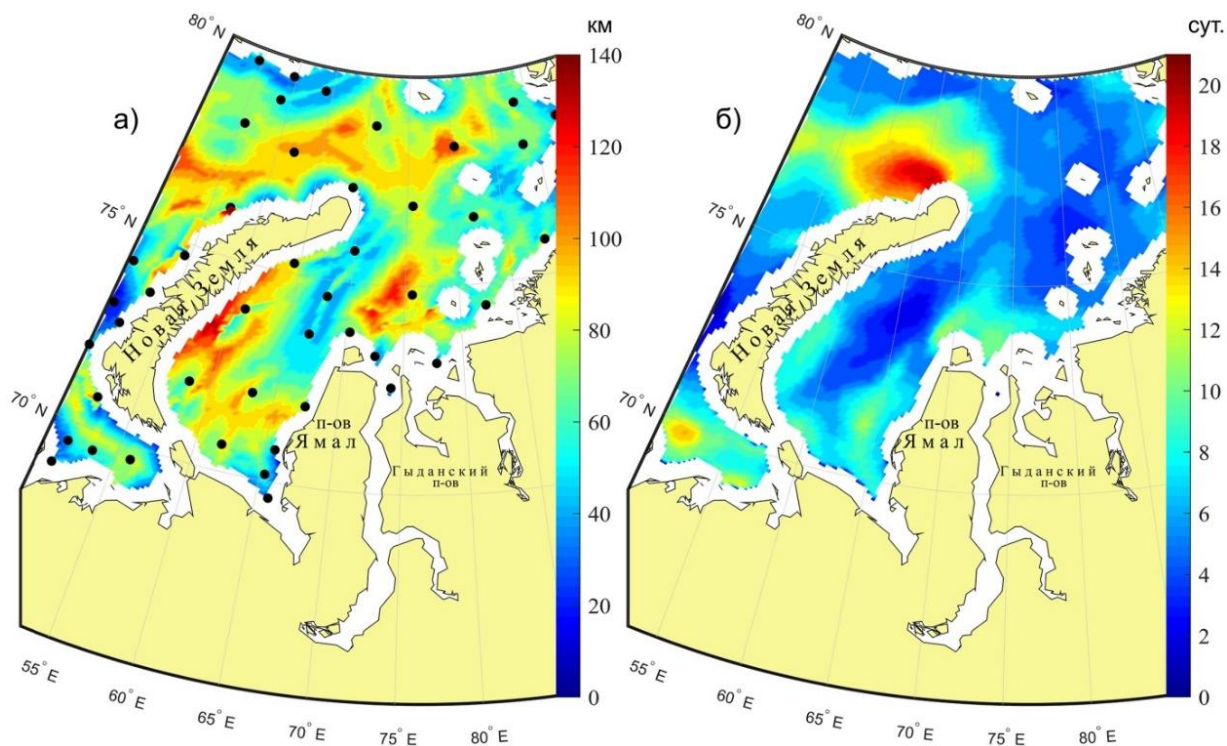 км
сут.
80°N
75°N
70°N
а)
Новая Земля
п-ов
Ямал
Гыданский
п-ов
55°E
60°E
65°E
70°E
75°E
80°E
140
120
100
80
60
40
20
0
80°N
75°N
70°N
б)
Новая Земля
п-ов
Ямал
Гыданский
п-ов
55°E
60°E
65°E
70°E
75°E
80°E
20
18
16
14
12
10
8
6
4
2
0